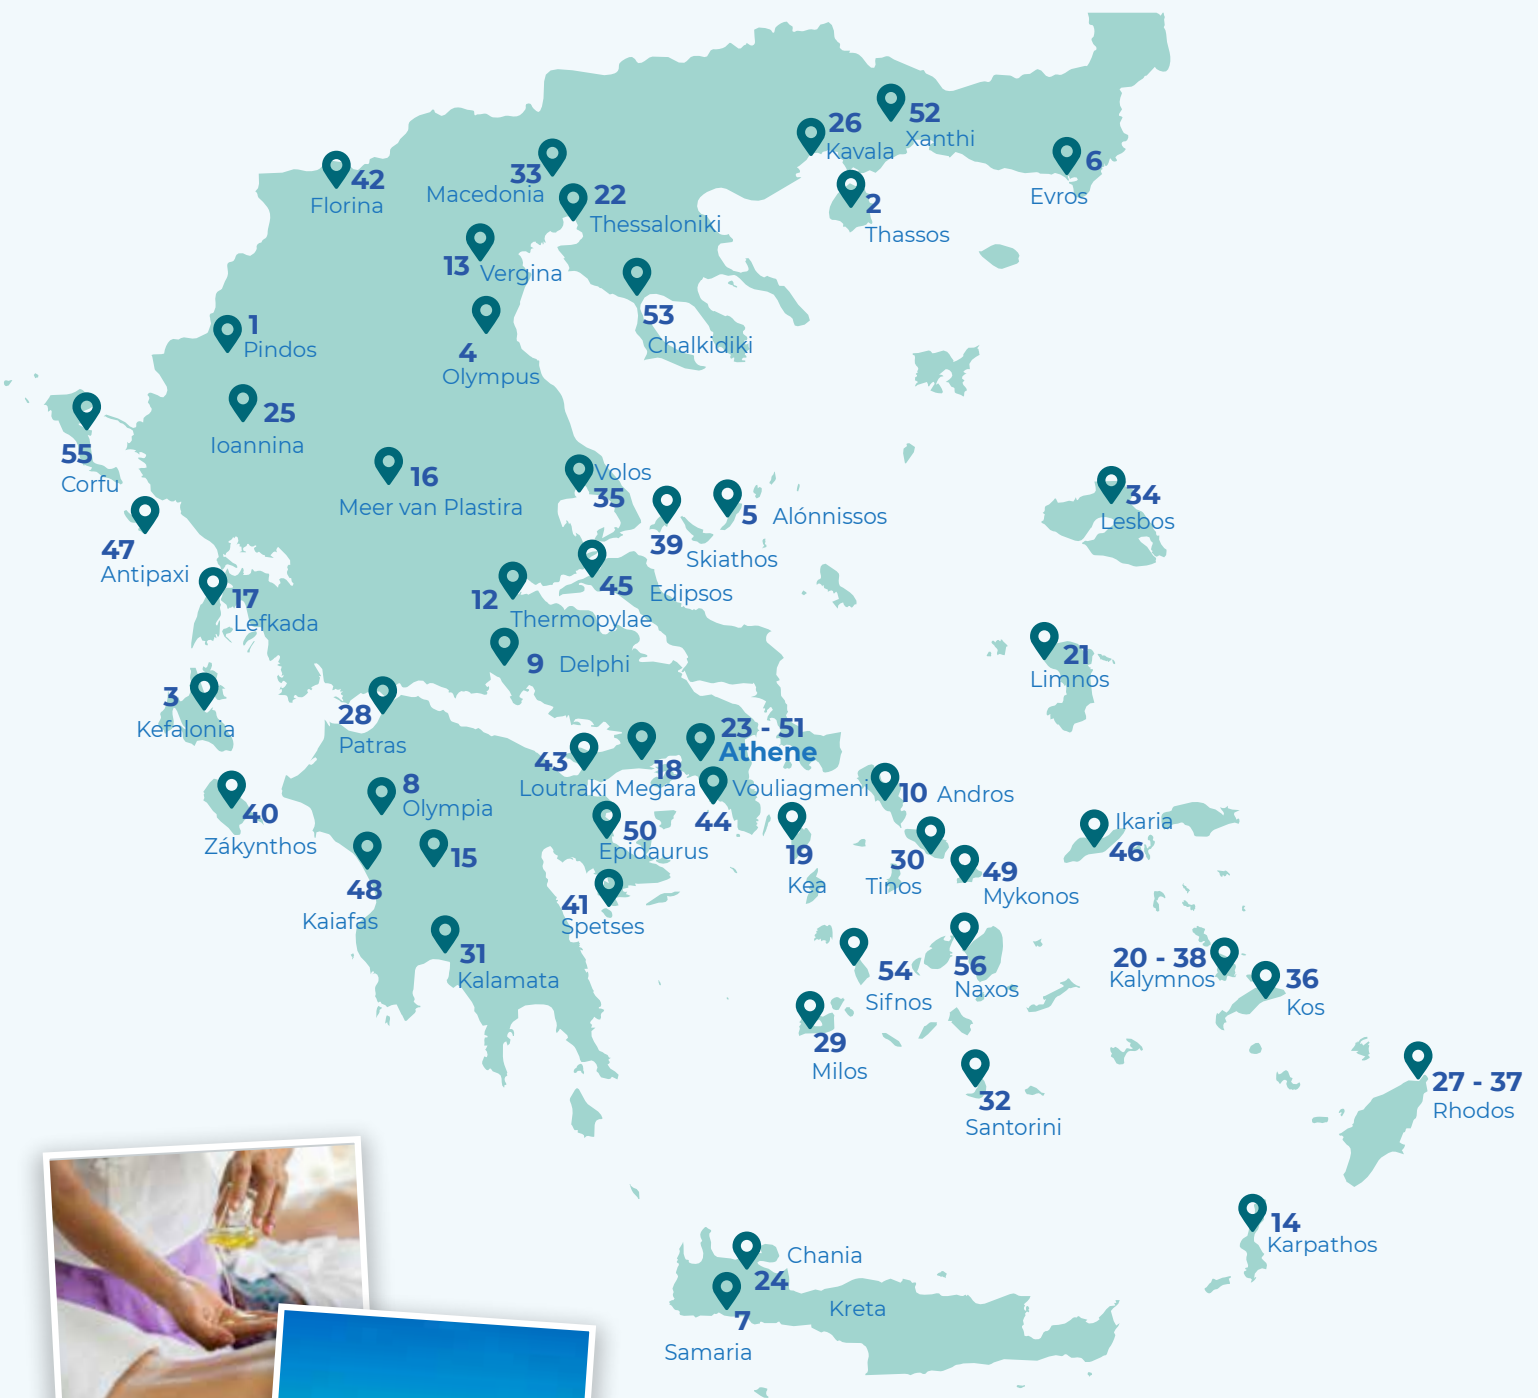 52
Xanthi
26
Kavala
6
Evros
2
Thassos
42
Florina
33
Macedonia
22
Thessaloniki
13
Vergina
53
Chalkidiki
1
Pindos
4
Olympus
25
Ioannina
55
Corfu
16
Meer van Plastira
Volos
35
5 Alónnissos
39
Skiathos
34
Lesbos
47
Antipaxi
17
Lefkada
12
Thermopylae
45
Edipsos
9 Delphi
21
Limnos
3
Kefalonia
28
Patras
23 - 51
Athene
43
Loutraki
18
Megara
Vouliagmeni
44
10 Andros
8
Olympia
40
Zákynthos
15
50
Epidaurus
19
Kea
30
Tinos
49
Mykonos
Ikaria
46
48
Kaiafas
41
Spetses
31
Kalamata
54
Sifnos
56
Naxos
20 - 38
Kalymnos
36
Kos
29
Milos
32
Santorini
27 - 37
Rhodos
14
Karpathos
Chania
24
7
Samaria
Kreta